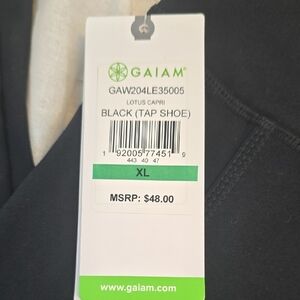 GAIAM
GAW204LE35005
LOTUS CAPRI
BLACK (TAP SHOE)
1 92005 77451 9
443 40 47
XL
MSRP: $48.00
www.gaiam.com